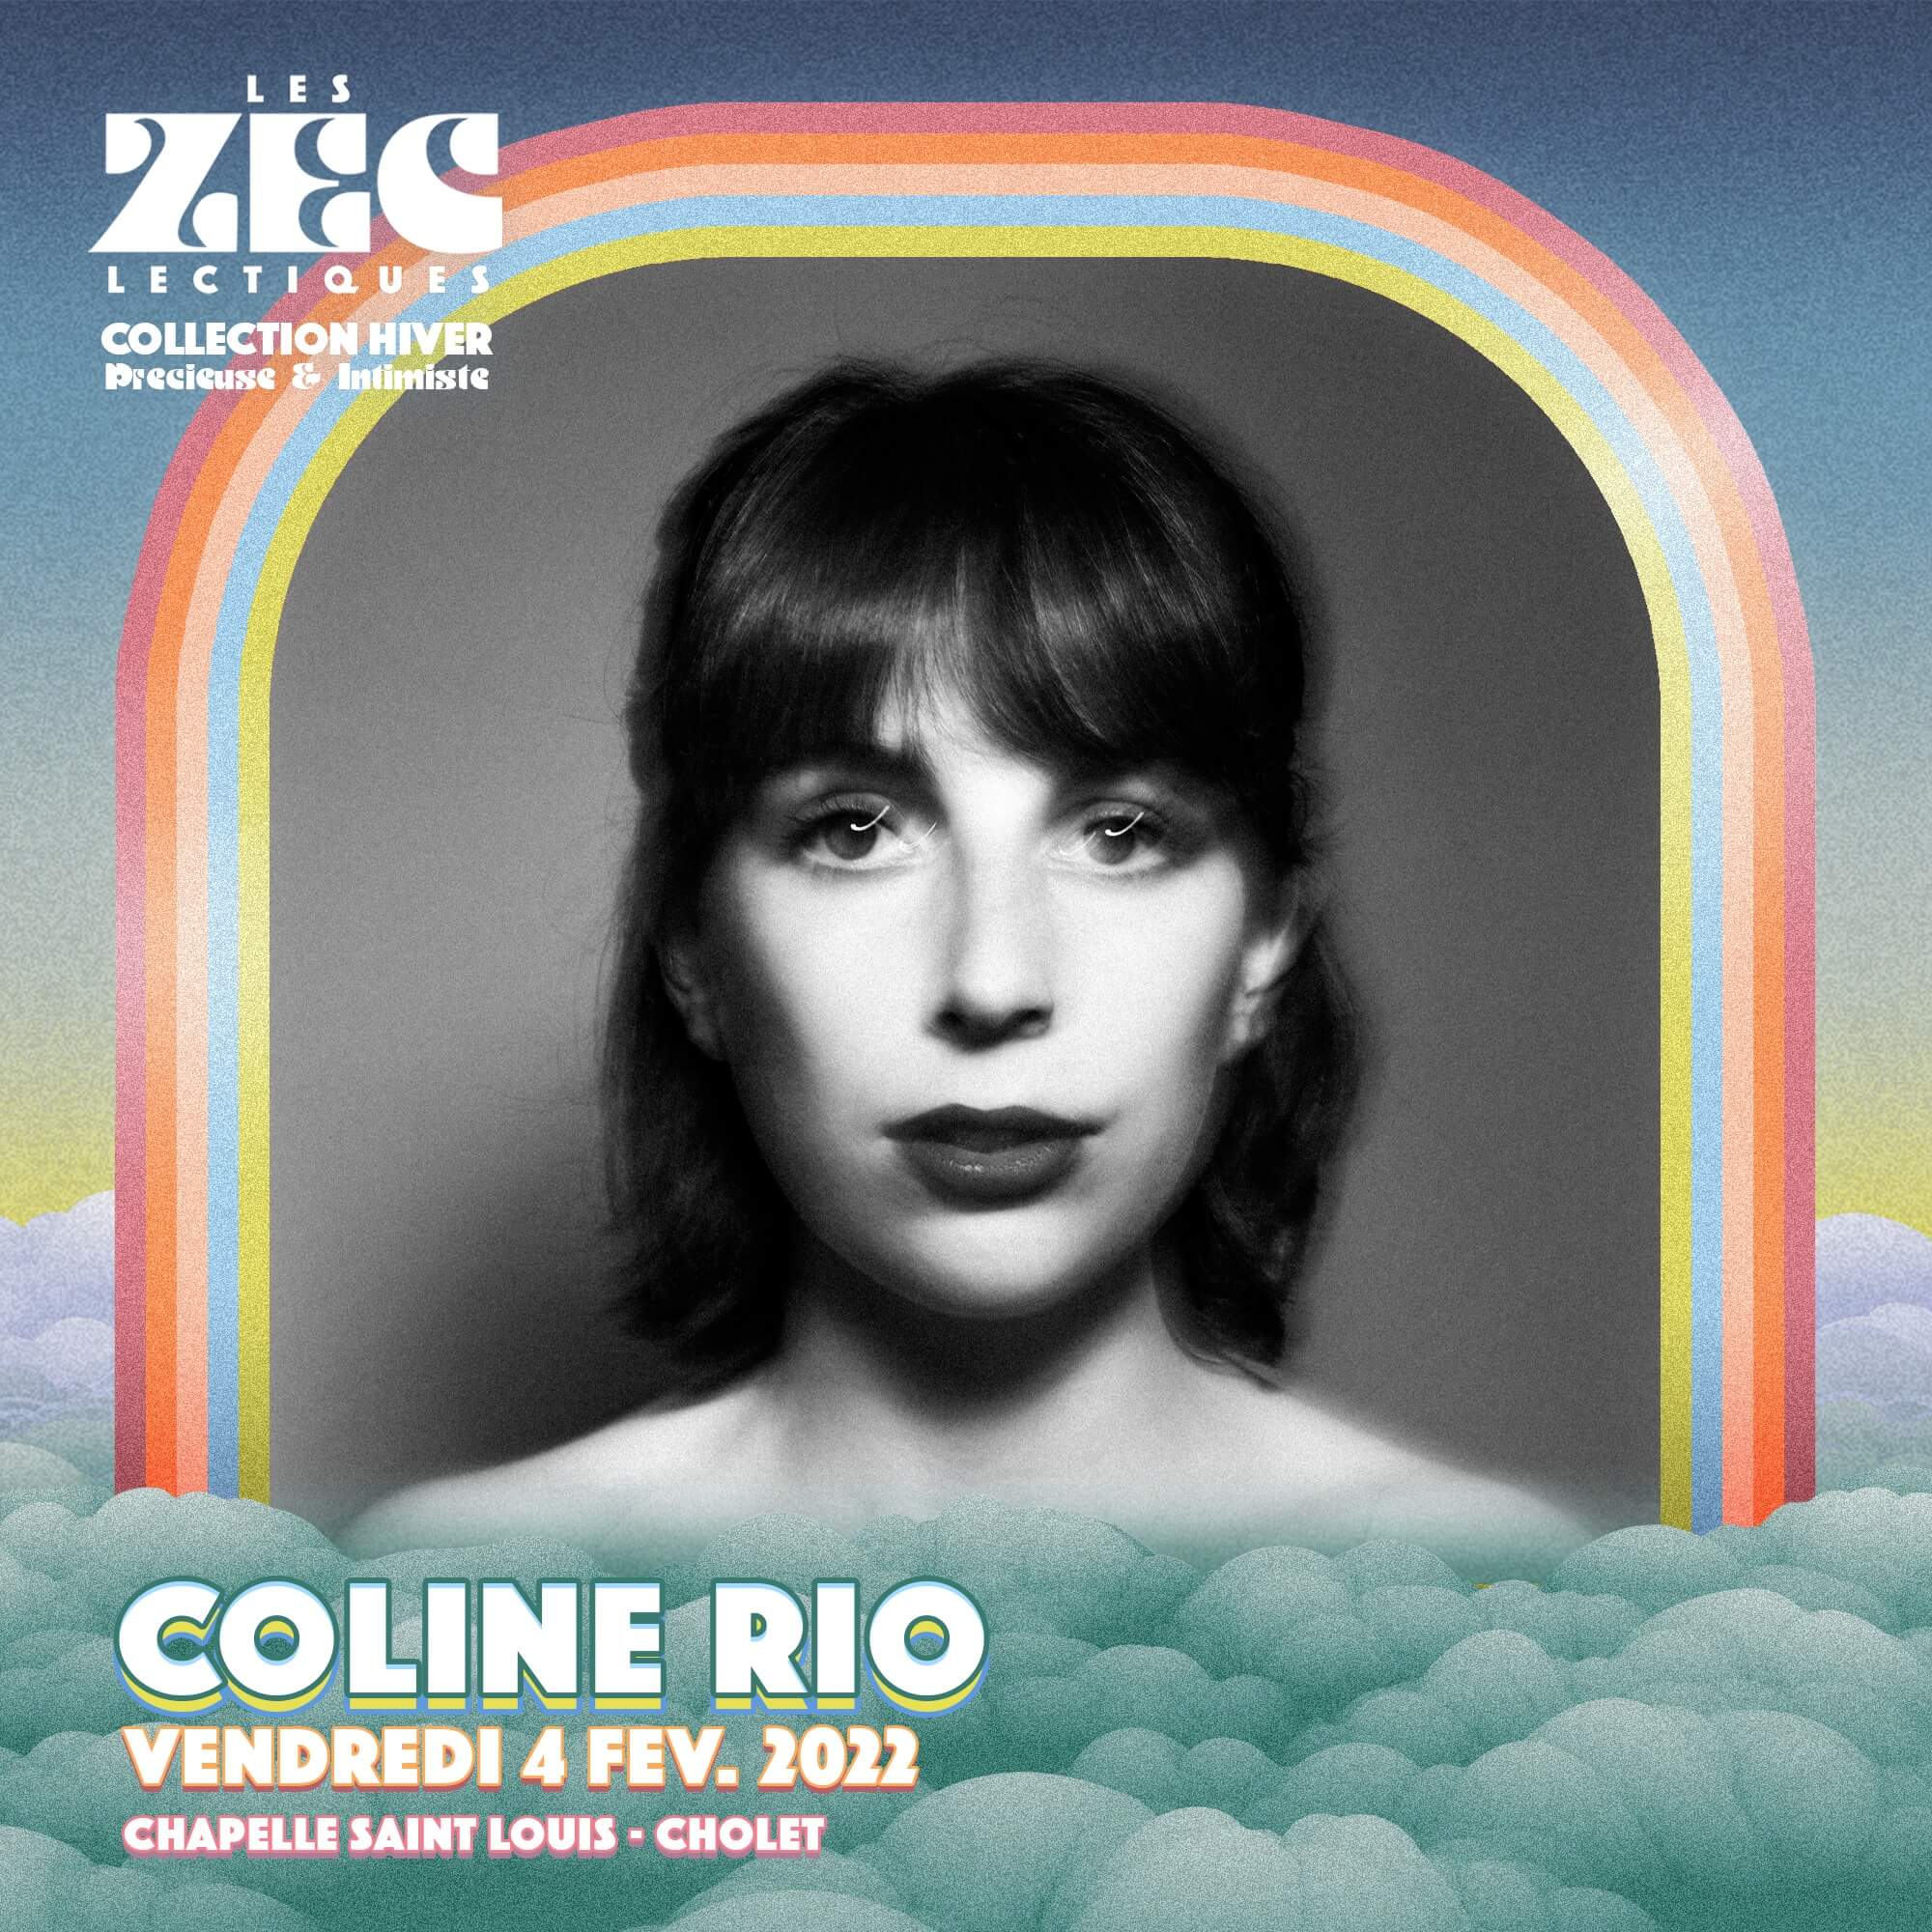 LES
ZEC
LECTIQUES
COLLECTION HIVER
Precieuse & Intimiste
COLINE RIO
VENDREDI 4 FEV. 2022
CHAPELLE SAINT LOUIS - CHOLET